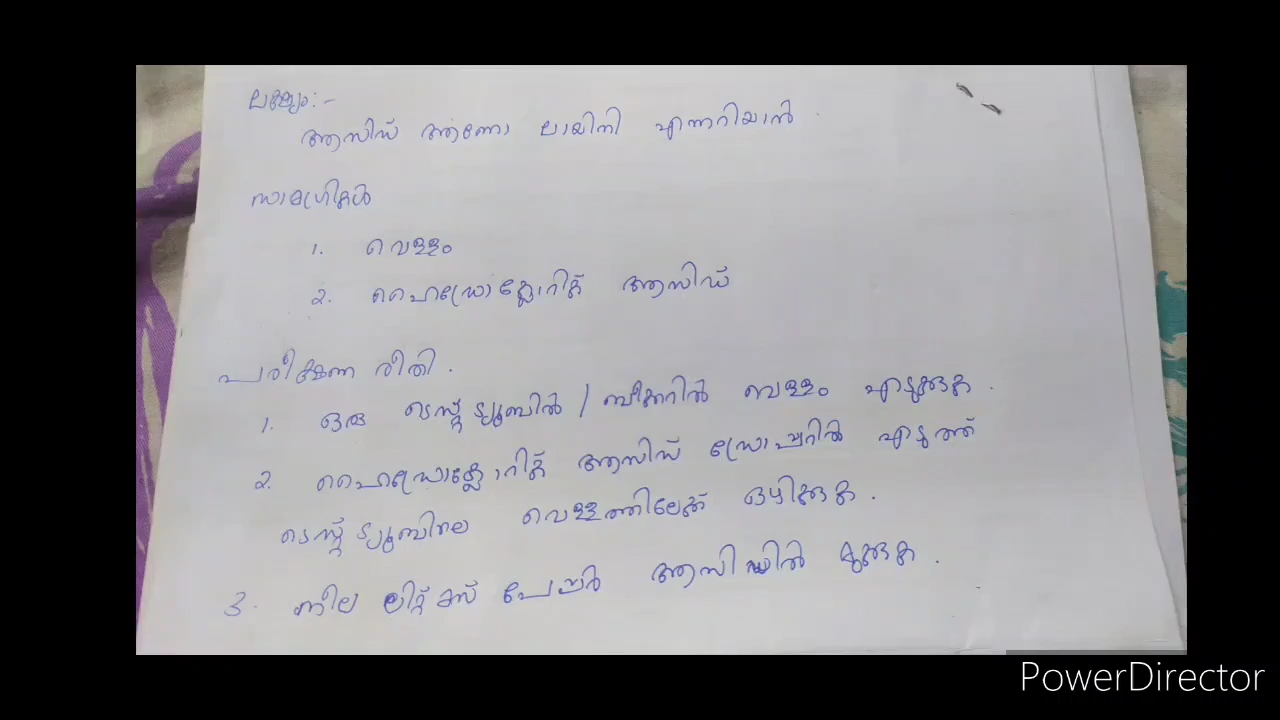 ലക്ഷ്യം:-
ആസിഡ് ആണോ ലായിനി എന്നറിയാൻ.
സാമഗ്രികൾ
1. വെള്ളം
2. ഹൈഡ്രോക്ലോറിക് ആസിഡ്
പരീക്ഷണ രീതി.
1. ഒരു ടെസ്റ്റ് ട്യൂബിൽ / ബീക്കറിൽ വെള്ളം എടുക്കുക.
2. ഹൈഡ്രോക്ലോറിക് ആസിഡ് ഡ്രോപ്പറിൽ എടുത്ത്
ടെസ്റ്റ് ട്യൂബിലെ വെള്ളത്തിലേക്ക് ഒഴിക്കുക.
3. നീല ലിറ്റ്മസ് പേപ്പർ ആസിഡിൽ മുക്കുക.
PowerDirector